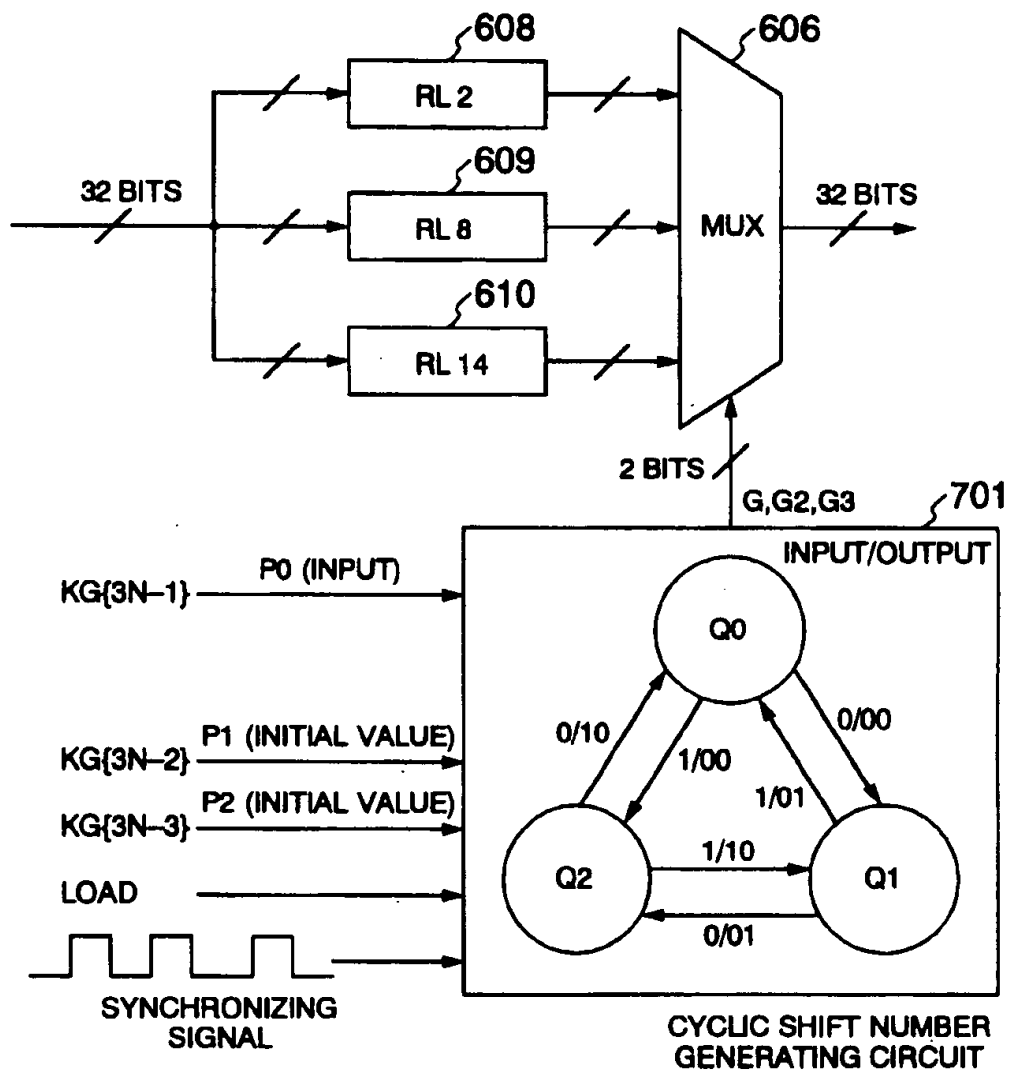 608
606
RL 2
609
32 BITS
RL 8
MUX
32 BITS
610
RL 14
2 BITS
G,G2,G3
701
INPUT/OUTPUT
KG{3N–1}
P0 (INPUT)
Q0
0/10
1/00
1/01
0/00
KG{3N–2}
P1 (INITIAL VALUE)
KG{3N–3}
P2 (INITIAL VALUE)
LOAD
Q2
1/10
Q1
0/01
SYNCHRONIZING
SIGNAL
CYCLIC SHIFT NUMBER
GENERATING CIRCUIT